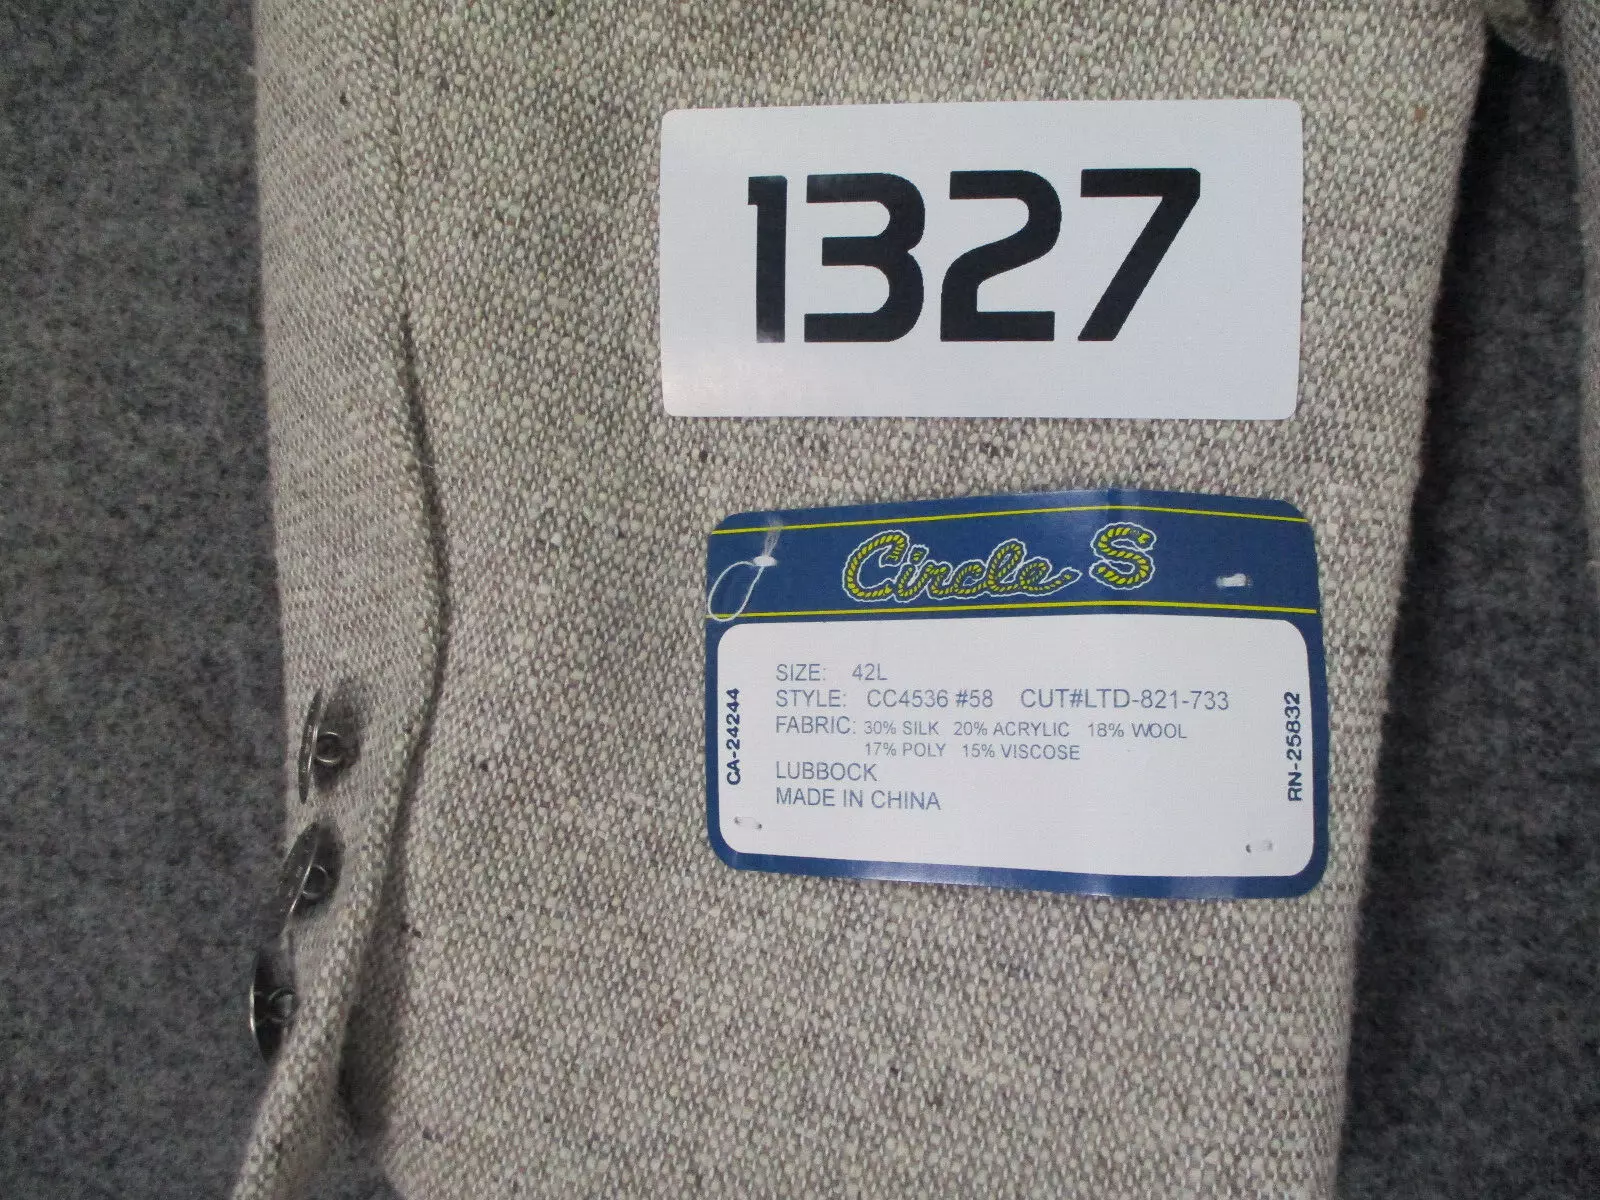 1327
Circle S
SIZE: 42L
STYLE: CC4536 #58 CUT#LTD-821-733
FABRIC: 30% SILK 20% ACRYLIC 18% WOOL
17% POLY 15% VISCOSE
LUBBOCK
MADE IN CHINA
CA-24244
RN-25832